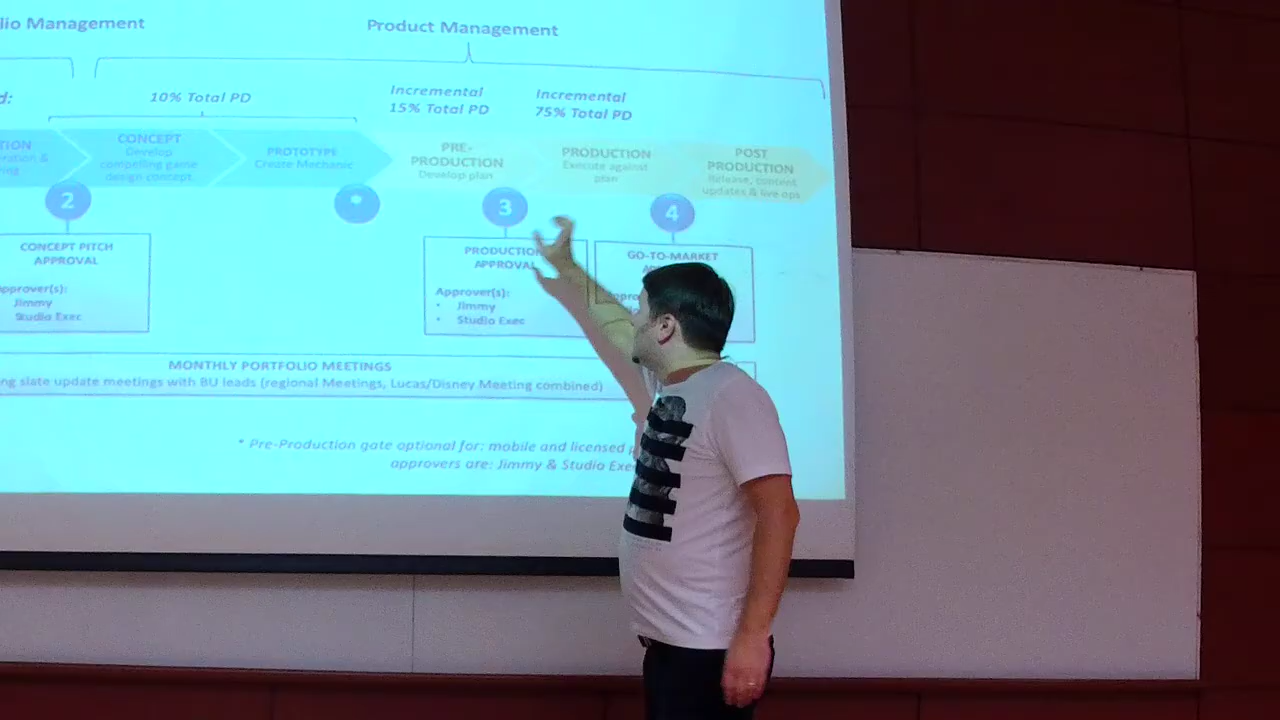 lio Management
Product Management
d:
10% Total PD
Incremental
15% Total PD
Incremental
75% Total PD
TION
eration &
ring
CONCEPT
Develop
compelling game
design concept
PROTOTYPE
Create Mechanic
PRE-
PRODUCTION
Develop plan
PRODUCTION
Execute against
plan
POST
PRODUCTION
Release, content
updates & live ops
2
*
3
4
CONCEPT PITCH
APPROVAL
pprover(s):
Jimmy
Studio Exec
PRODUCTION
APPROVAL
Approver(s):
• Jimmy
• Studio Exec
GO-TO-MARKET
MONTHLY PORTFOLIO MEETINGS
ng slate update meetings with BU leads (regional Meetings, Lucas/Disney Meeting combined)
* Pre-Production gate optional for: mobile and licensed
approvers are: Jimmy & Studio Exe